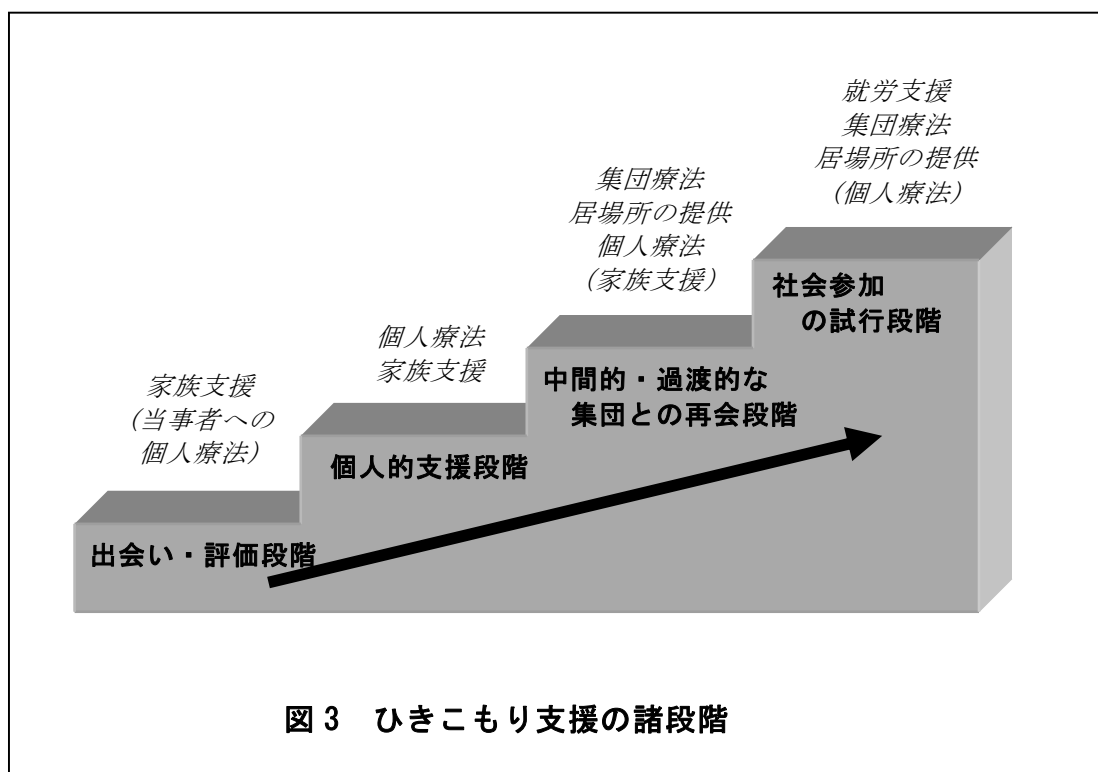 就労支援
集団療法
居場所の提供
(個人療法)
集団療法
居場所の提供
個人療法
(家族支援)
社会参加
の試行段階
個人療法
家族支援
中間的・過渡的な
集団との再会段階
家族支援
(当事者への
個人療法)
個人的支援段階
出会い・評価段階
図3 ひきこもり支援の諸段階